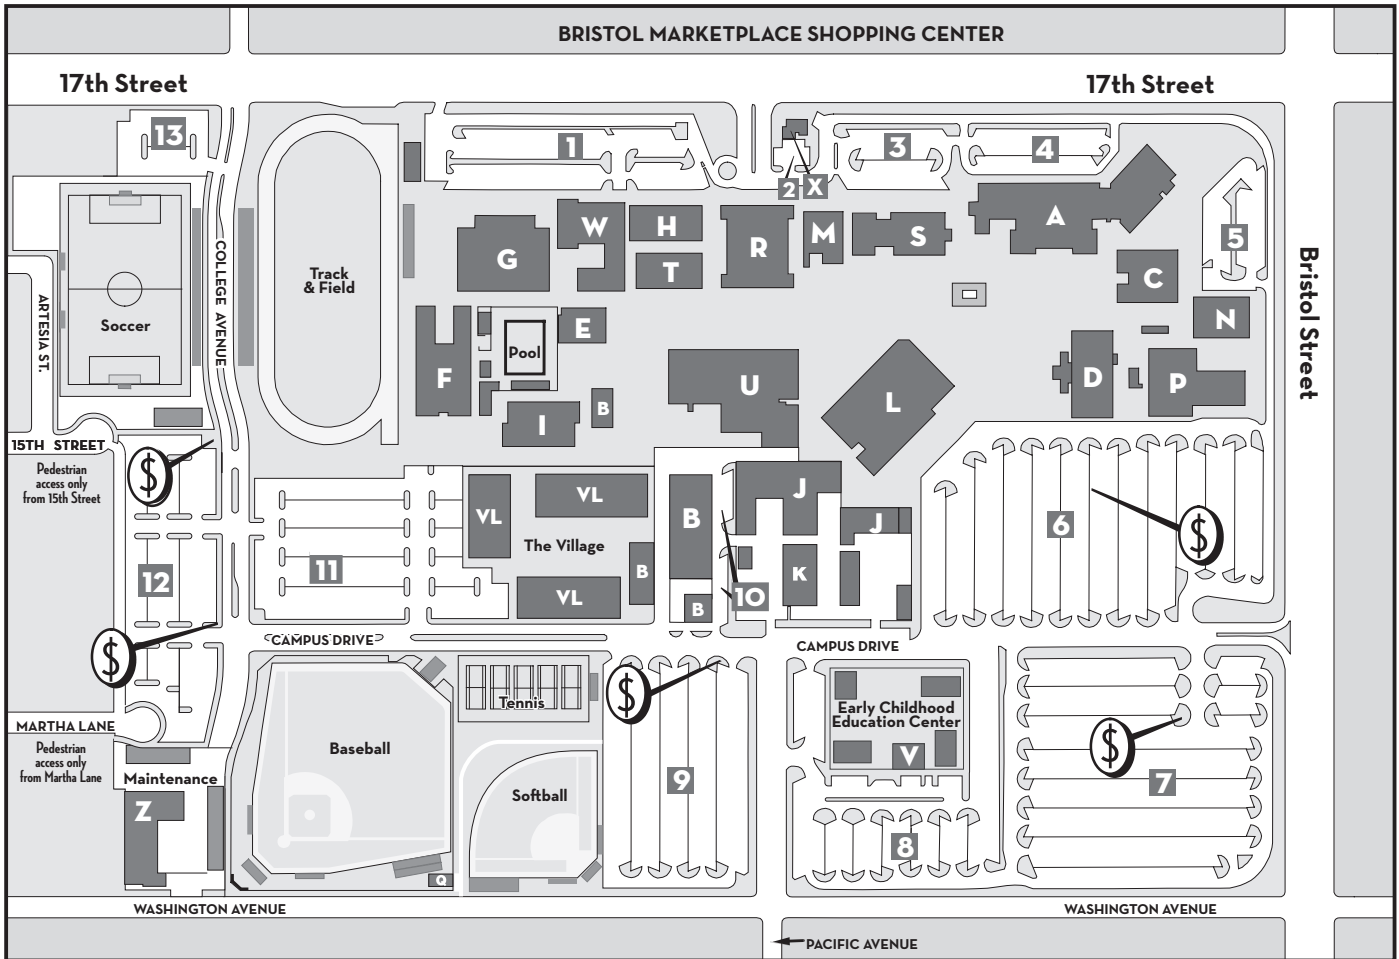 BRISTOL MARKETPLACE SHOPPING CENTER
17th Street
17th Street
13
1
3
4
2
X
5
COLLEGE AVENUE
ARTESIA ST.
Soccer
Track
& Field
G
W
H
T
R
M
S
A
C
N
Bristol Street
F
Pool
E
I
B
U
L
D
P
15TH STREET
Pedestrian
access only
from 15th Street
$
12
$
11
VL
VL
The Village
VL
B
B
B
10
J
J
K
6
$
CAMPUS DRIVE
CAMPUS DRIVE
MARTHA LANE
Pedestrian
access only
from Martha Lane
Maintenance
Z
Baseball
Tennis
Softball
Q
$
9
Early Childhood
Education Center
V
8
$
7
WASHINGTON AVENUE
WASHINGTON AVENUE
PACIFIC AVENUE